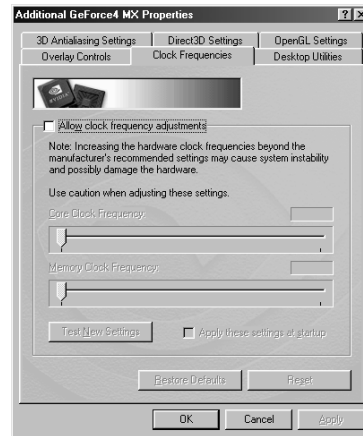 Additional GeForce4 MX Properties
3D Antialiasing Settings
Direct3D Settings
OpenGL Settings
Overlay Controls
Clock Frequencies
Desktop Utilities
NVIDIA
Allow clock frequency adjustments
Note: Increasing the hardware clock frequencies beyond the
manufacturer's recommended settings may cause system instability
and possibly damage the hardware.
Use caution when adjusting these settings.
Core Clock Frequency:
Memory Clock Frequency:
Test New Settings
Apply these
settings at startup
Restore Defaults
Reset
OK
Cancel
Apply